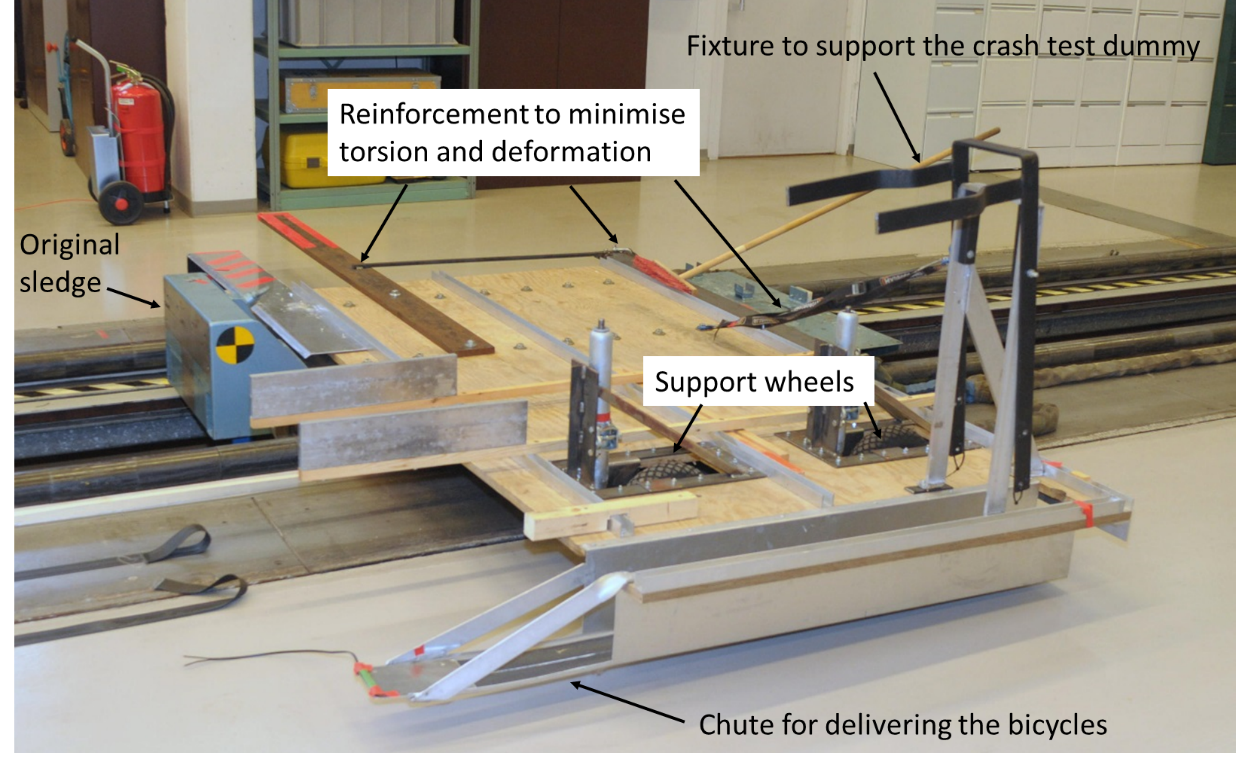 Fixture to support the crash test dummy
Reinforcement to minimise
torsion and deformation
Original
sledge
Support wheels
Chute for delivering the bicycles